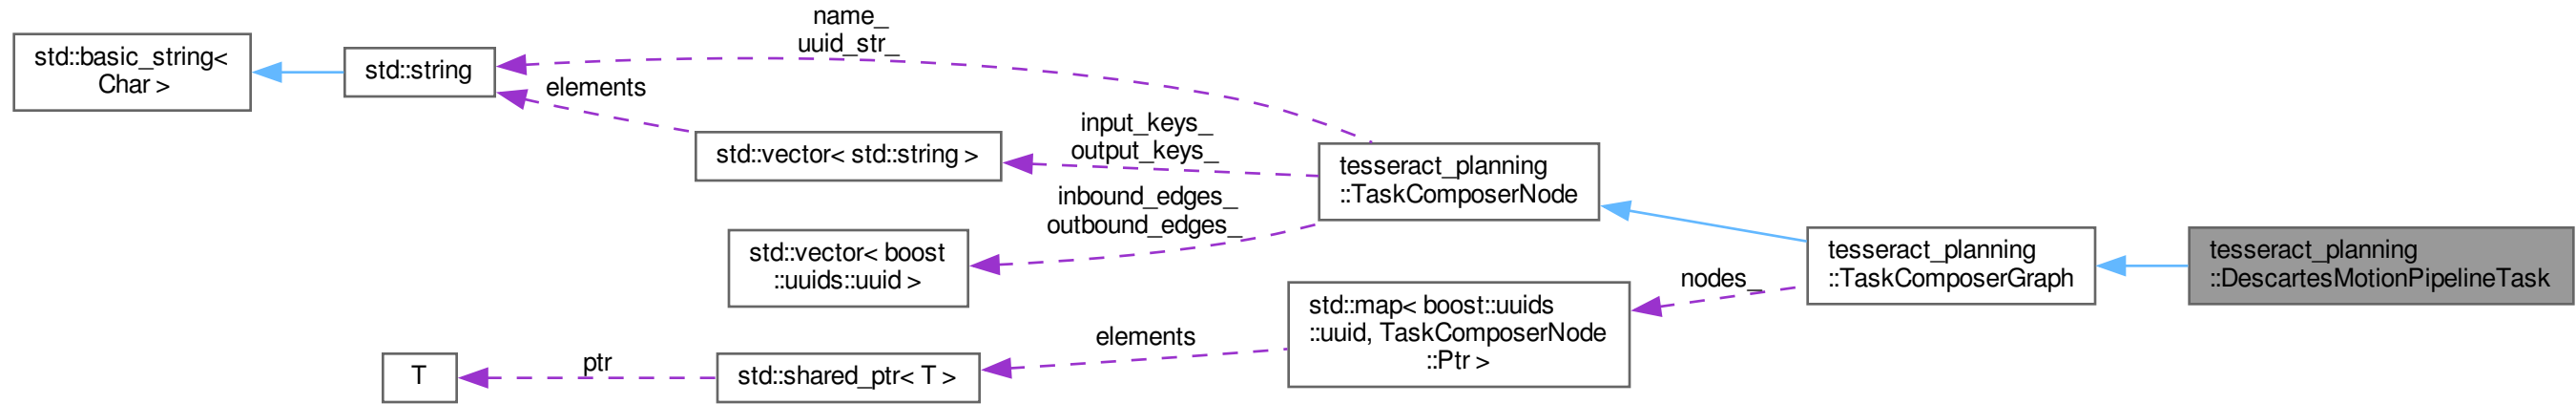 name_
uuid_str_
std::basic_string<
Char >
std::string
elements
input_keys_
output_keys_
std::vector< std::string >
tesseract_planning
::TaskComposerNode
inbound_edges_
outbound_edges_
std::vector< boost
::uuids::uuid >
tesseract_planning
::TaskComposerGraph
tesseract_planning
::DescartesMotionPipelineTask
nodes_
std::map< boost::uuids
::uuid, TaskComposerNode
::Ptr >
elements
std::shared_ptr< T >
ptr
T